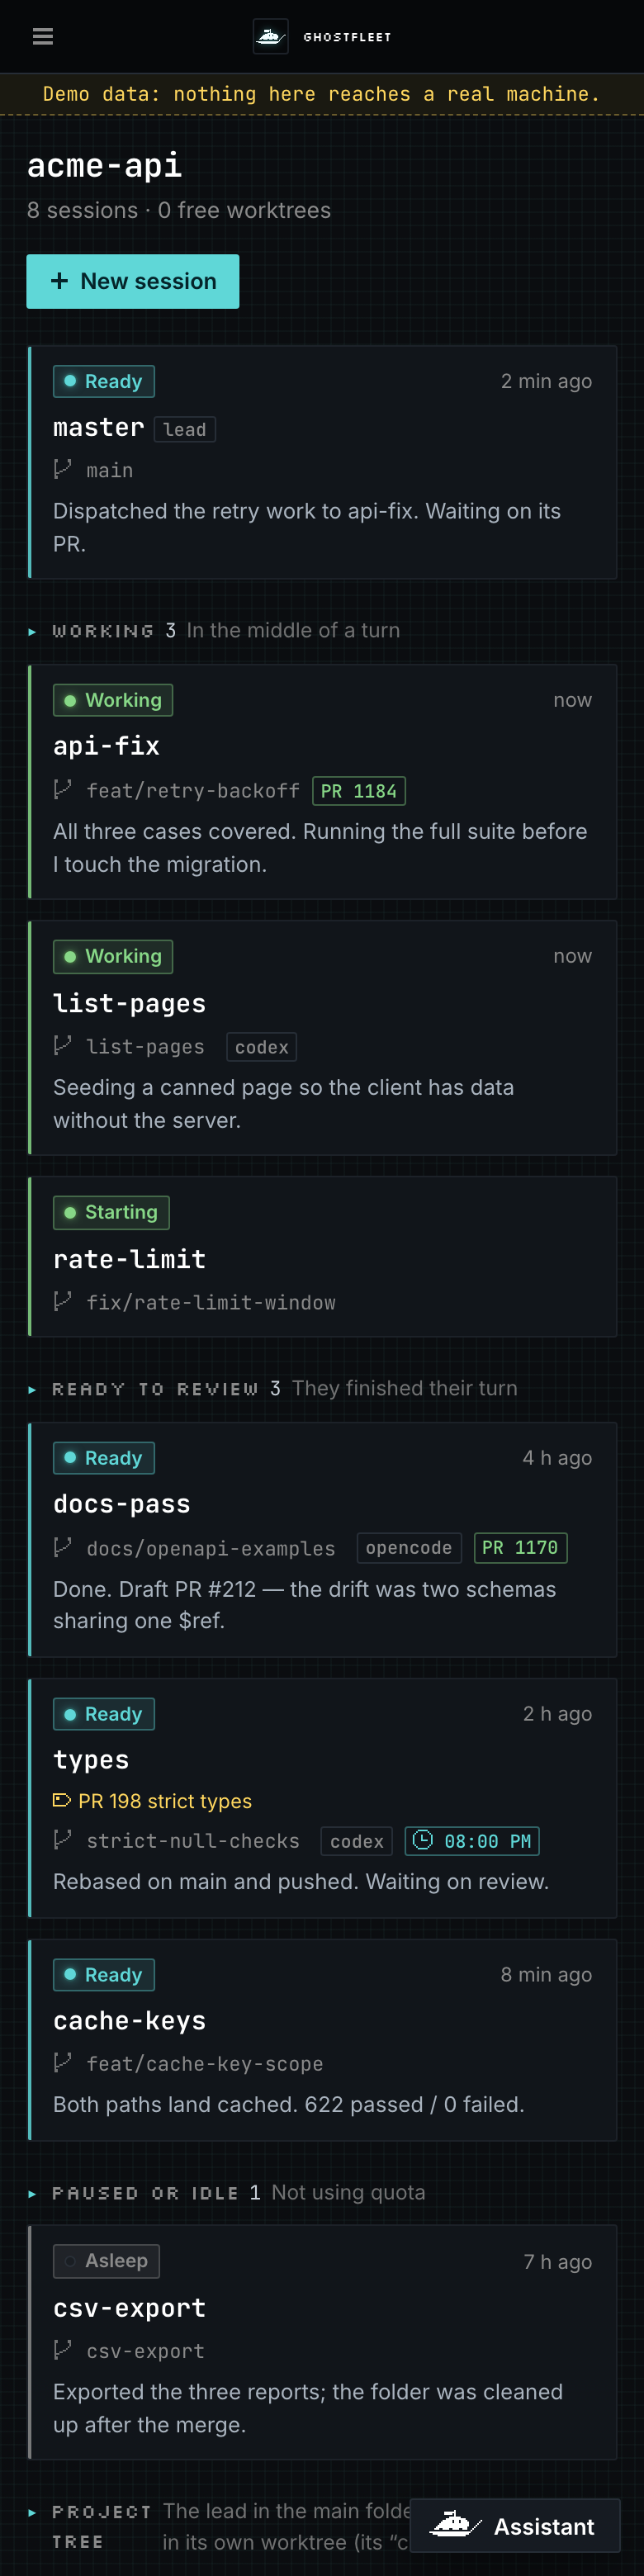 GHOSTFLEET
Demo data: nothing here reaches a real machine.
acme-api
8 sessions · 0 free worktrees
+ New session
Ready 2 min ago
master lead
main
Dispatched the retry work to api-fix. Waiting on its
PR.
▸ WORKING 3 In the middle of a turn
Working now
api-fix
feat/retry-backoff PR 1184
All three cases covered. Running the full suite before
I touch the migration.
Working now
list-pages
list-pages codex
Seeding a canned page so the client has data
without the server.
Starting
rate-limit
fix/rate-limit-window
▸ READY TO REVIEW 3 They finished their turn
Ready 4 h ago
docs-pass
docs/openapi-examples opencode PR 1170
Done. Draft PR #212 — the drift was two schemas
sharing one $ref.
Ready 2 h ago
types
PR 198 strict types
strict-null-checks codex 08:00 PM
Rebased on main and pushed. Waiting on review.
Ready 8 min ago
cache-keys
feat/cache-key-scope
Both paths land cached. 622 passed / 0 failed.
▸ PAUSED OR IDLE 1 Not using quota
Asleep 7 h ago
csv-export
csv-export
Exported the three reports; the folder was cleaned
up after the merge.
▸ PROJECT The lead in the main
TREE in its own worktree (its
Assistant